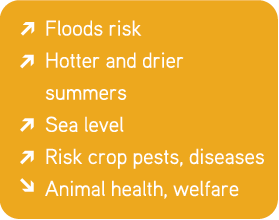 Floods risk
Hotter and drier
summers
Sea level
Risk crop pests, diseases
Animal health, welfare